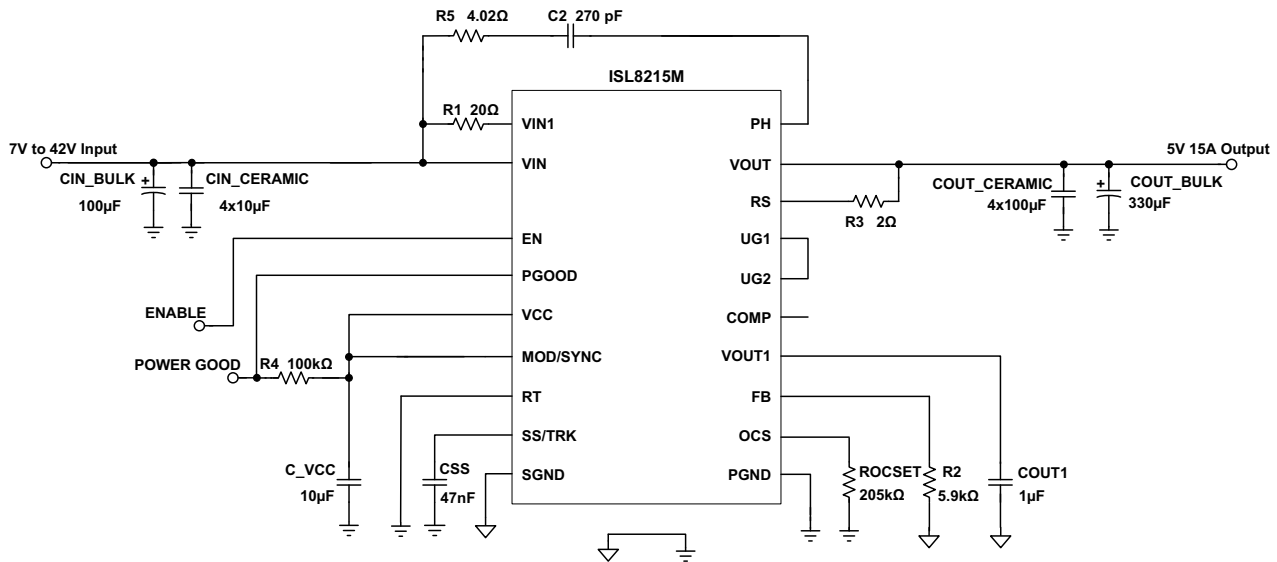 R5 4.02Ω
C2 270 pF
ISL8215M
R1 20Ω
VIN1
PH
7V to 42V Input
VIN
VOUT
5V 15A Output
CIN_BULK
+
100µF
CIN_CERAMIC
4x10µF
RS
R3 2Ω
COUT_CERAMIC
4x100µF
+
COUT_BULK
330µF
EN
UG1
PGOOD
UG2
ENABLE
VCC
COMP
POWER GOOD
R4 100kΩ
MOD/SYNC
VOUT1
RT
FB
SS/TRK
OCS
C_VCC
10µF
CSS
47nF
SGND
PGND
ROCSET
205kΩ
R2
5.9kΩ
COUT1
1µF